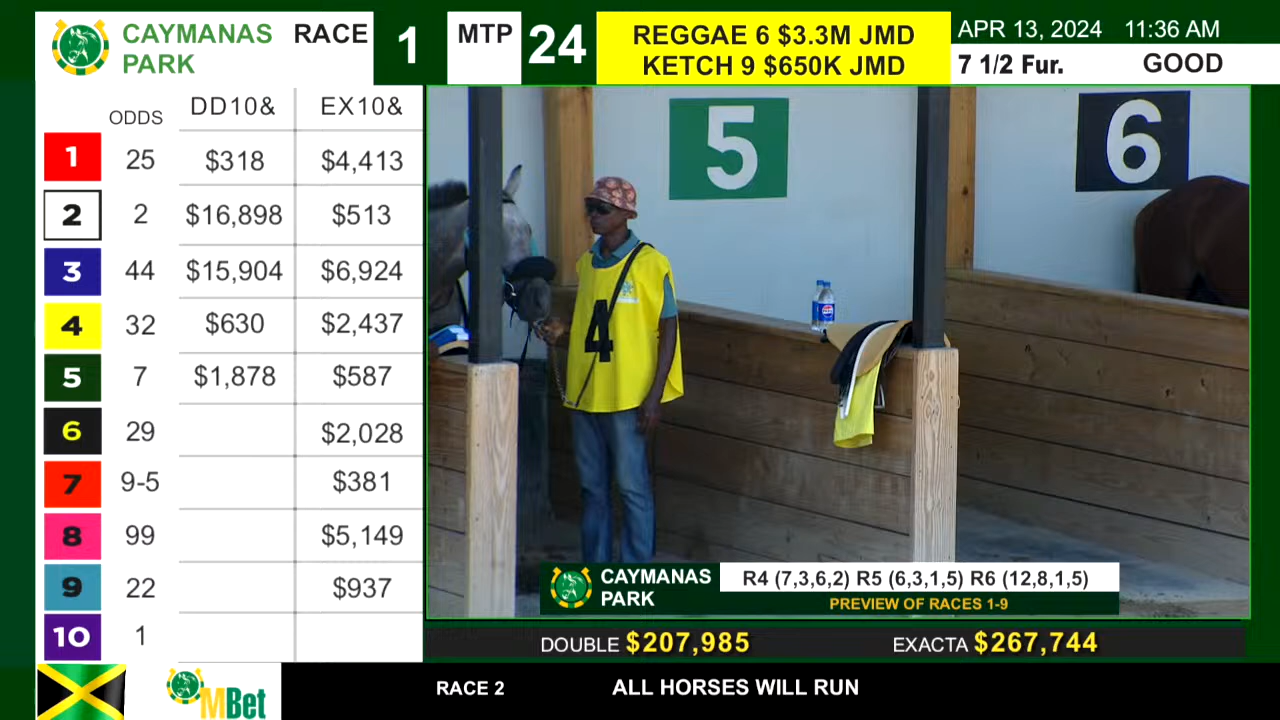 CAYMANAS PARK
RACE 1
MTP 24
REGGAE 6 $3.3M JMD
KETCH 9 $650K JMD
APR 13, 2024 11:36 AM
7 1/2 Fur. GOOD
ODDS DD10& EX10&
1 25 $318 $4,413
2 2 $16,898 $513
3 44 $15,904 $6,924
4 32 $630 $2,437
5 7 $1,878 $587
6 29 $2,028
7 9-5 $381
8 99 $5,149
9 22 $937
10 1
5
6
4
CAYMANAS PARK
R4 (7,3,6,2) R5 (6,3,1,5) R6 (12,8,1,5)
PREVIEW OF RACES 1-9
DOUBLE $207,985 EXACTA $267,744
MBet
RACE 2 ALL HORSES WILL RUN